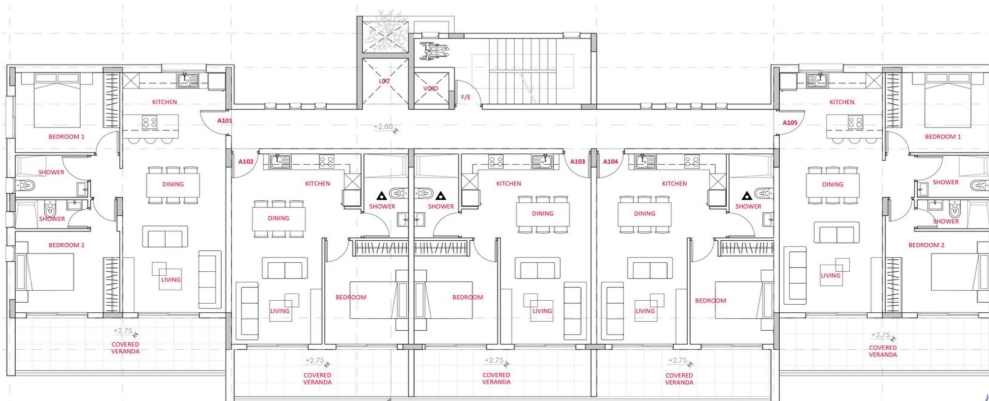 LIFT
VOID
F/E
KITCHEN
BEDROOM 1
A101
+2.80
M
A105
KITCHEN
BEDROOM 1
SHOWER
DINING
A102
KITCHEN
A103
A104
KITCHEN
DINING
SHOWER
SHOWER
DINING
SHOWER
SHOWER
DINING
DINING
SHOWER
SHOWER
KITCHEN
BEDROOM 2
LIVING
BEDROOM
LIVING
BEDROOM
LIVING
LIVING
BEDROOM
LIVING
BEDROOM 2
+2.75
M
COVERED
VERANDA
+2.75
M
COVERED
VERANDA
+2.75
M
COVERED
VERANDA
+2.75
M
COVERED
VERANDA
+2.75
M
COVERED
VERANDA